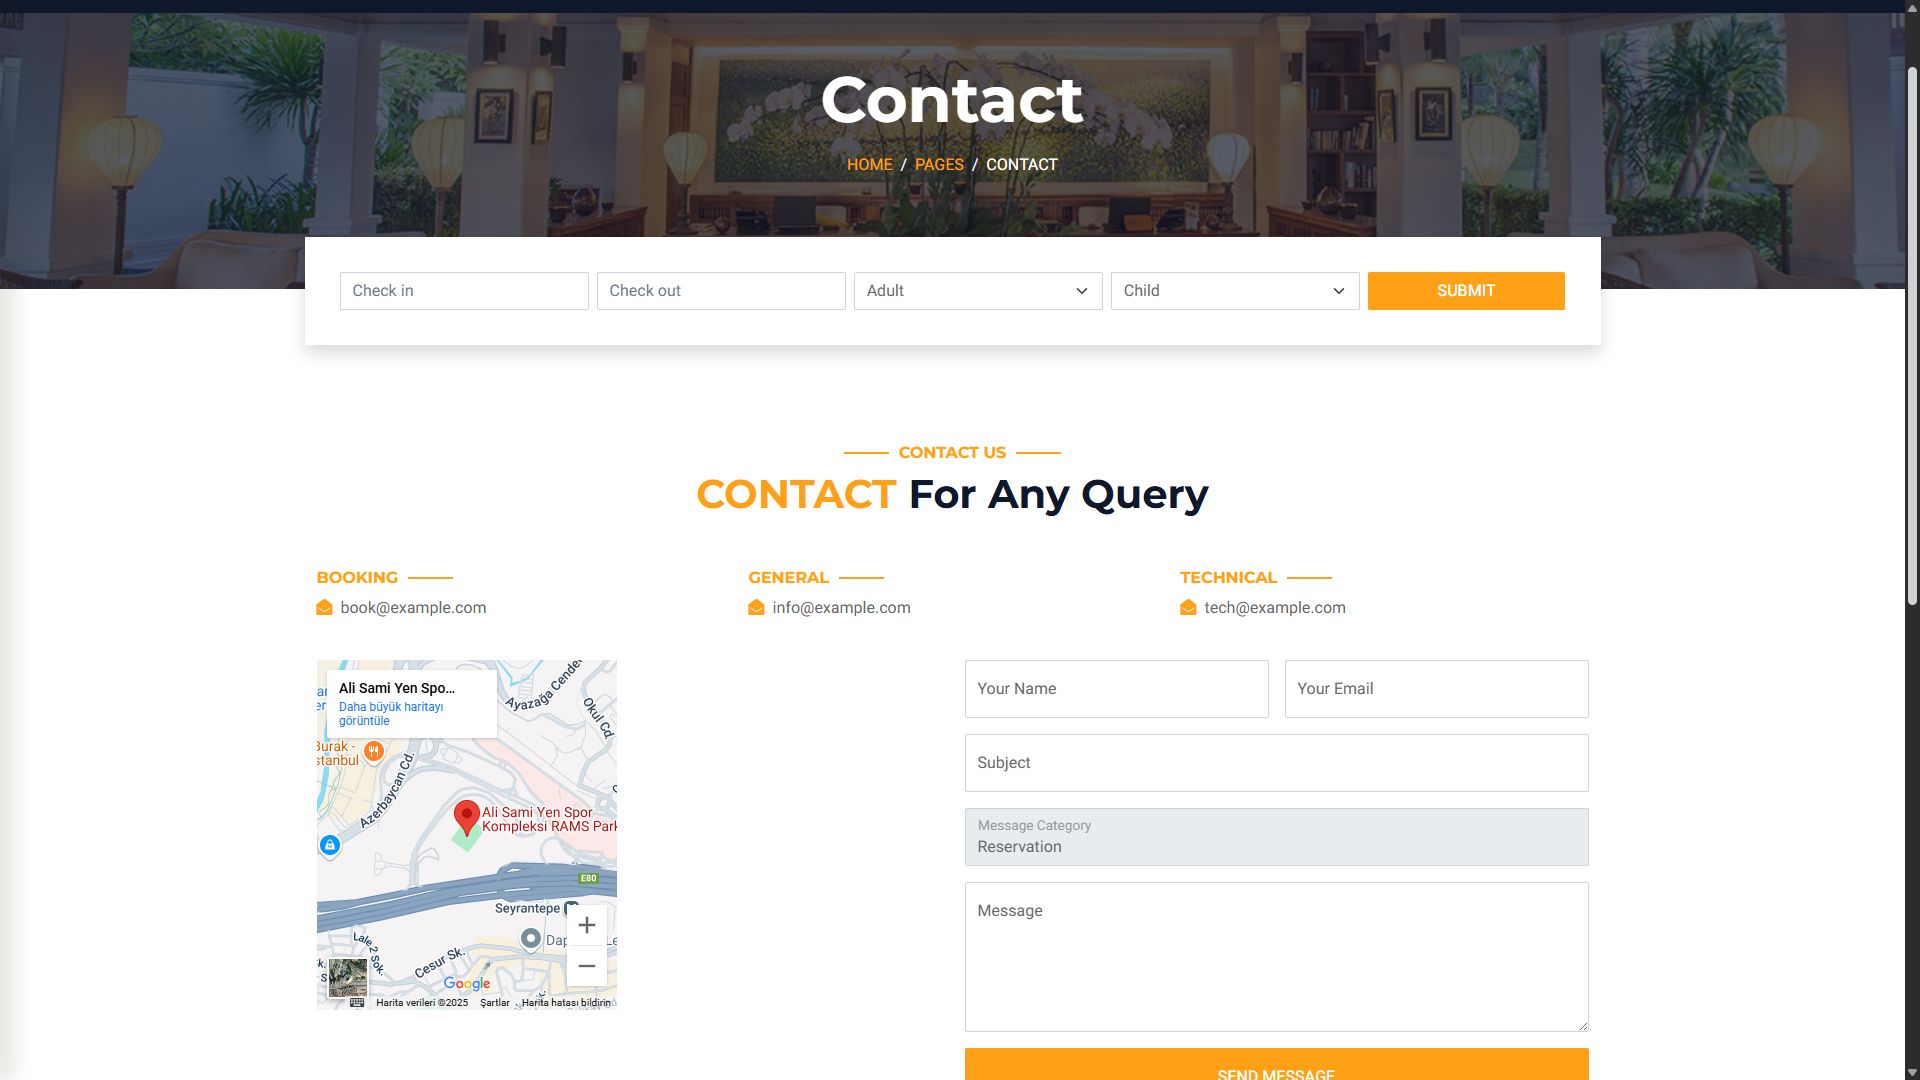 Contact
HOME / PAGES / CONTACT
Check in
Check out
Adult
Child
SUBMIT
CONTACT US
CONTACT For Any Query
BOOKING
book@example.com
GENERAL
info@example.com
TECHNICAL
tech@example.com
Ali Sami Yen Spo...
Daha büyük haritayı
görüntüle
Ayazağa Cender
Okul Cd.
Burak -
stanbul
Azerbaycan Cd.
Ali Sami Yen Spor
Kompleksi RAMS Park
E80
Seyrantepe
Lale 2 Sok.
Cesur Sk.
Google
Harita verileri ©2025
Şartlar
Harita hatası bildirin
Your Name
Your Email
Subject
Message Category
Reservation
Message
SEND MESSAGE